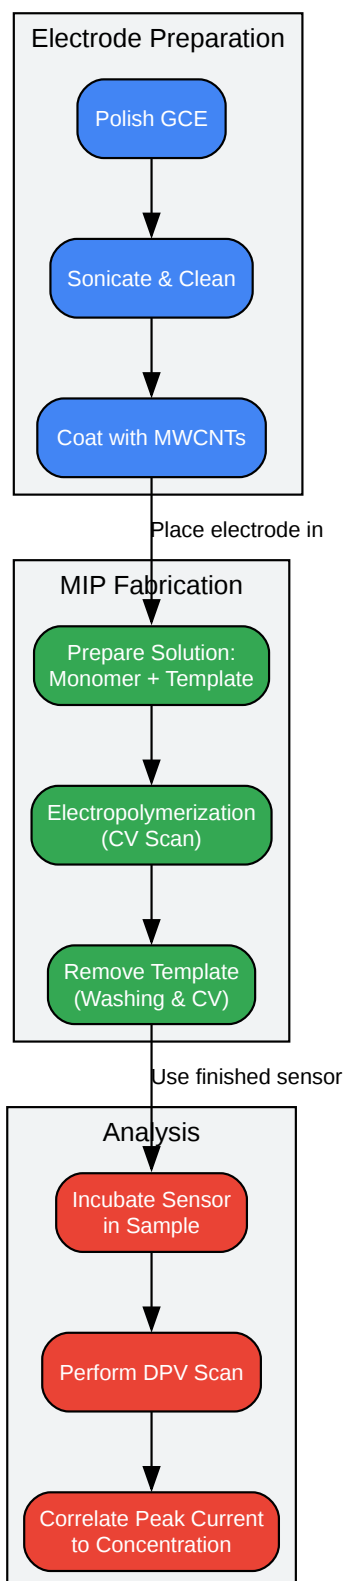 Electrode Preparation
Polish GCE
Sonicate & Clean
Coat with MWCNTs
Place electrode in
MIP Fabrication
Prepare Solution:
Monomer + Template
Electropolymerization
(CV Scan)
Remove Template
(Washing & CV)
Use finished sensor
Analysis
Incubate Sensor
in Sample
Perform DPV Scan
Correlate Peak Current
to Concentration